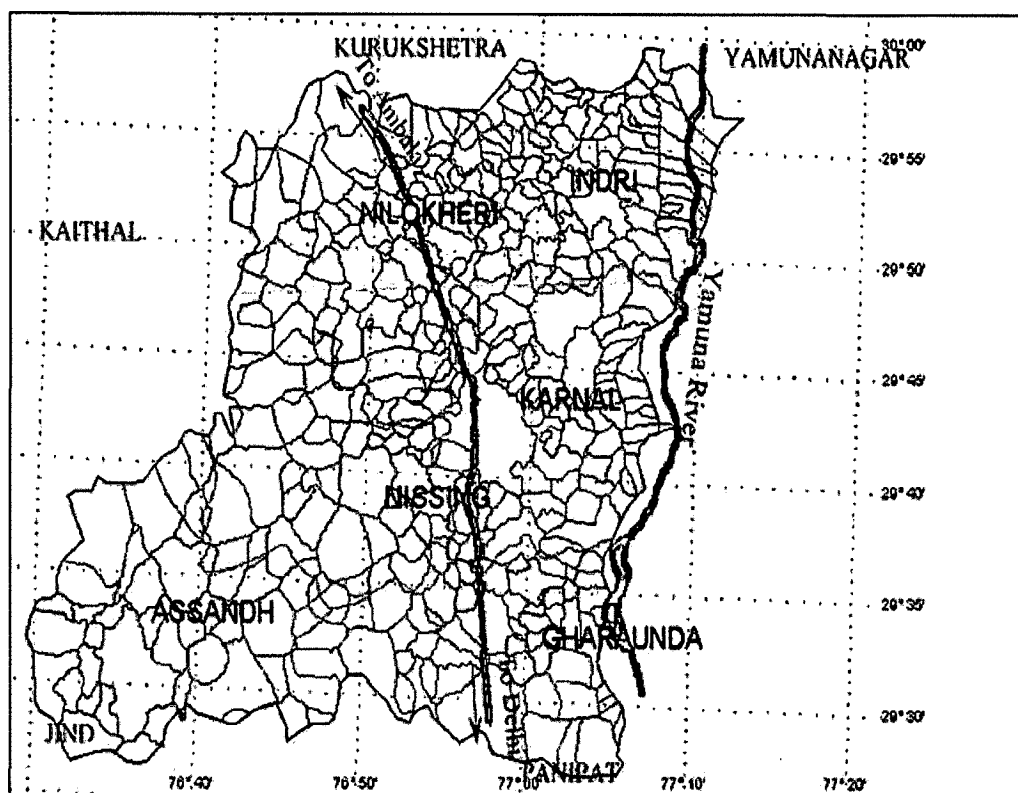 KURUKSHETRA
YAMUNANAGAR
30°00'
To Ambala
29°55'
INDRI
NILOKHERI
KAITHAL
29°50'
Yamuna River
29°45'
KARNAL
NISSING
29°40'
ASSANDH
29°35'
GHARAUNDA
To Delhi
29°30'
JIND
PANIPAT
76°40'
76°50'
77°00'
77°10'
77°20'